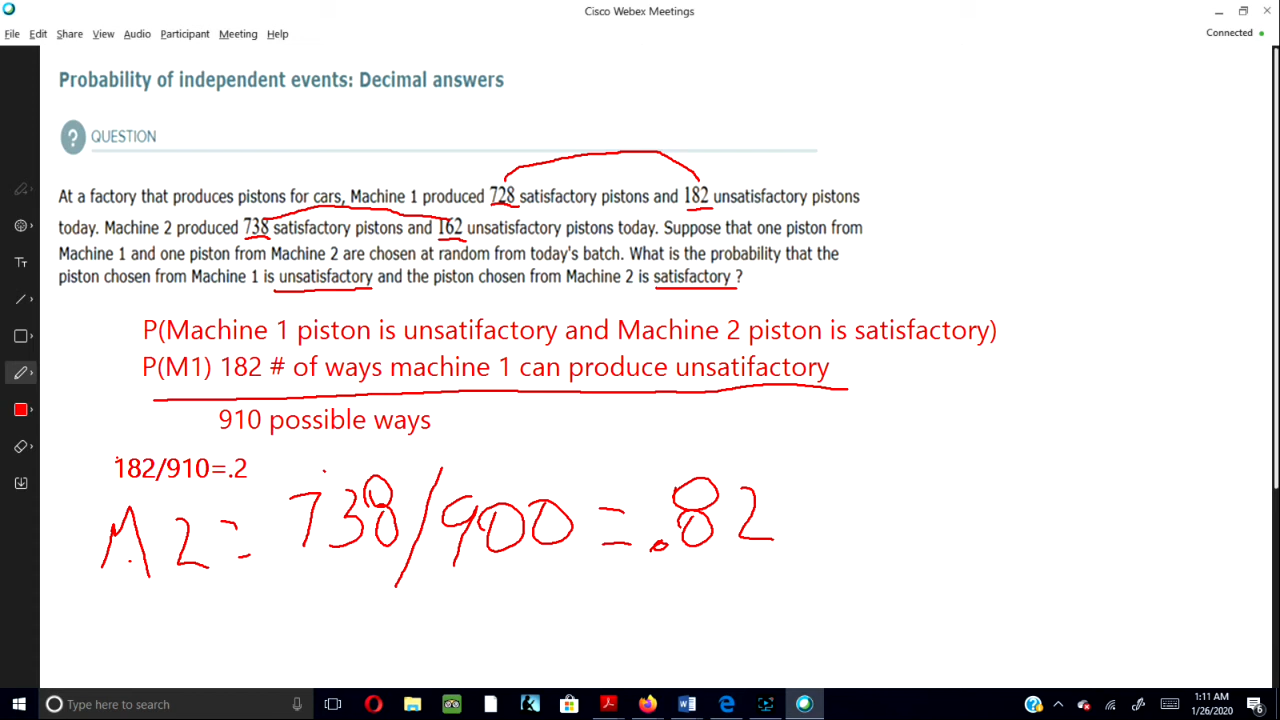 Cisco Webex Meetings
File Edit Share View Audio Participant Meeting Help
Connected
Probability of independent events: Decimal answers
? QUESTION
At a factory that produces pistons for cars, Machine 1 produced 728 satisfactory pistons and 182 unsatisfactory pistons
today. Machine 2 produced 738 satisfactory pistons and 162 unsatisfactory pistons today. Suppose that one piston from
Machine 1 and one piston from Machine 2 are chosen at random from today's batch. What is the probability that the
piston chosen from Machine 1 is unsatisfactory and the piston chosen from Machine 2 is satisfactory ?
P(Machine 1 piston is unsatifactory and Machine 2 piston is satisfactory)
P(M1) 182 # of ways machine 1 can produce unsatifactory
910 possible ways
182/910=.2
M2= 738/900 = .82
Type here to search
1:11 AM
1/26/2020
6